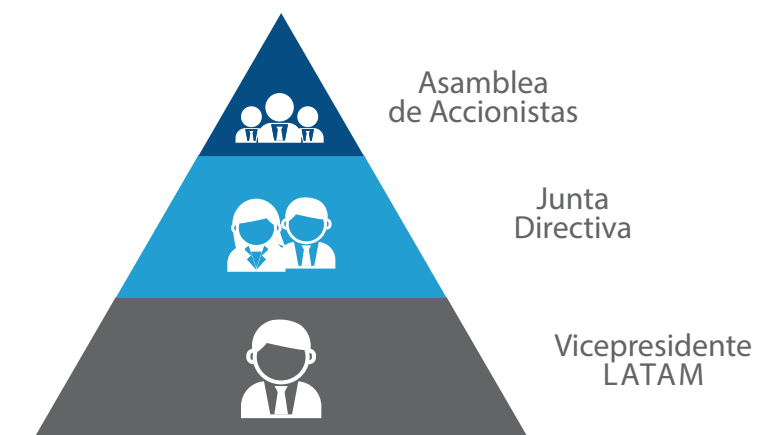 Asamblea
de Accionistas
Junta
Directiva
Vicepresidente
LATAM